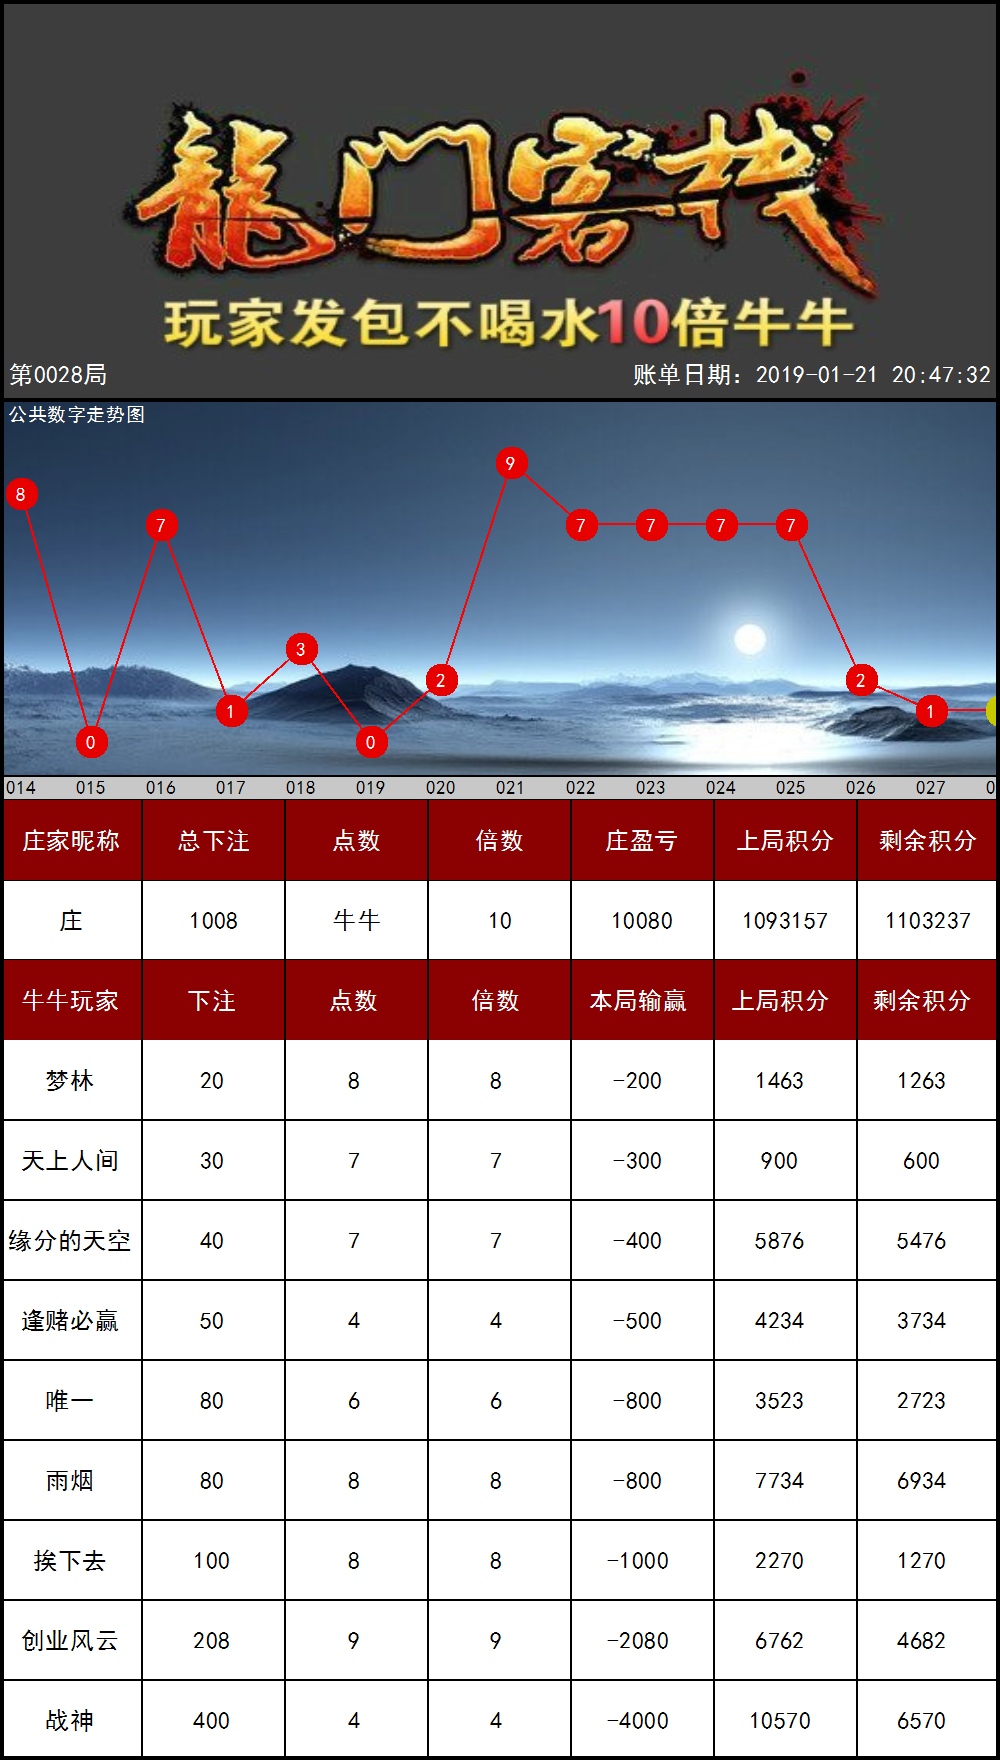 龍门客栈
玩家发包不喝水10倍牛牛
第0028局 账单日期：2019-01-21 20:47:32
公共数字走势图
8 0 7 1 3 0 2 9 7 7 7 7 2 1
014 015 016 017 018 019 020 021 022 023 024 025 026 027 0
庄家昵称 总下注 点数 倍数 庄盈亏 上局积分 剩余积分
庄 1008 牛牛 10 10080 1093157 1103237
牛牛玩家 下注 点数 倍数 本局输赢 上局积分 剩余积分
梦林 20 8 8 -200 1463 1263
天上人间 30 7 7 -300 900 600
缘分的天空 40 7 7 -400 5876 5476
逢赌必赢 50 4 4 -500 4234 3734
唯一 80 6 6 -800 3523 2723
雨烟 80 8 8 -800 7734 6934
挨下去 100 8 8 -1000 2270 1270
创业风云 208 9 9 -2080 6762 4682
战神 400 4 4 -4000 10570 6570